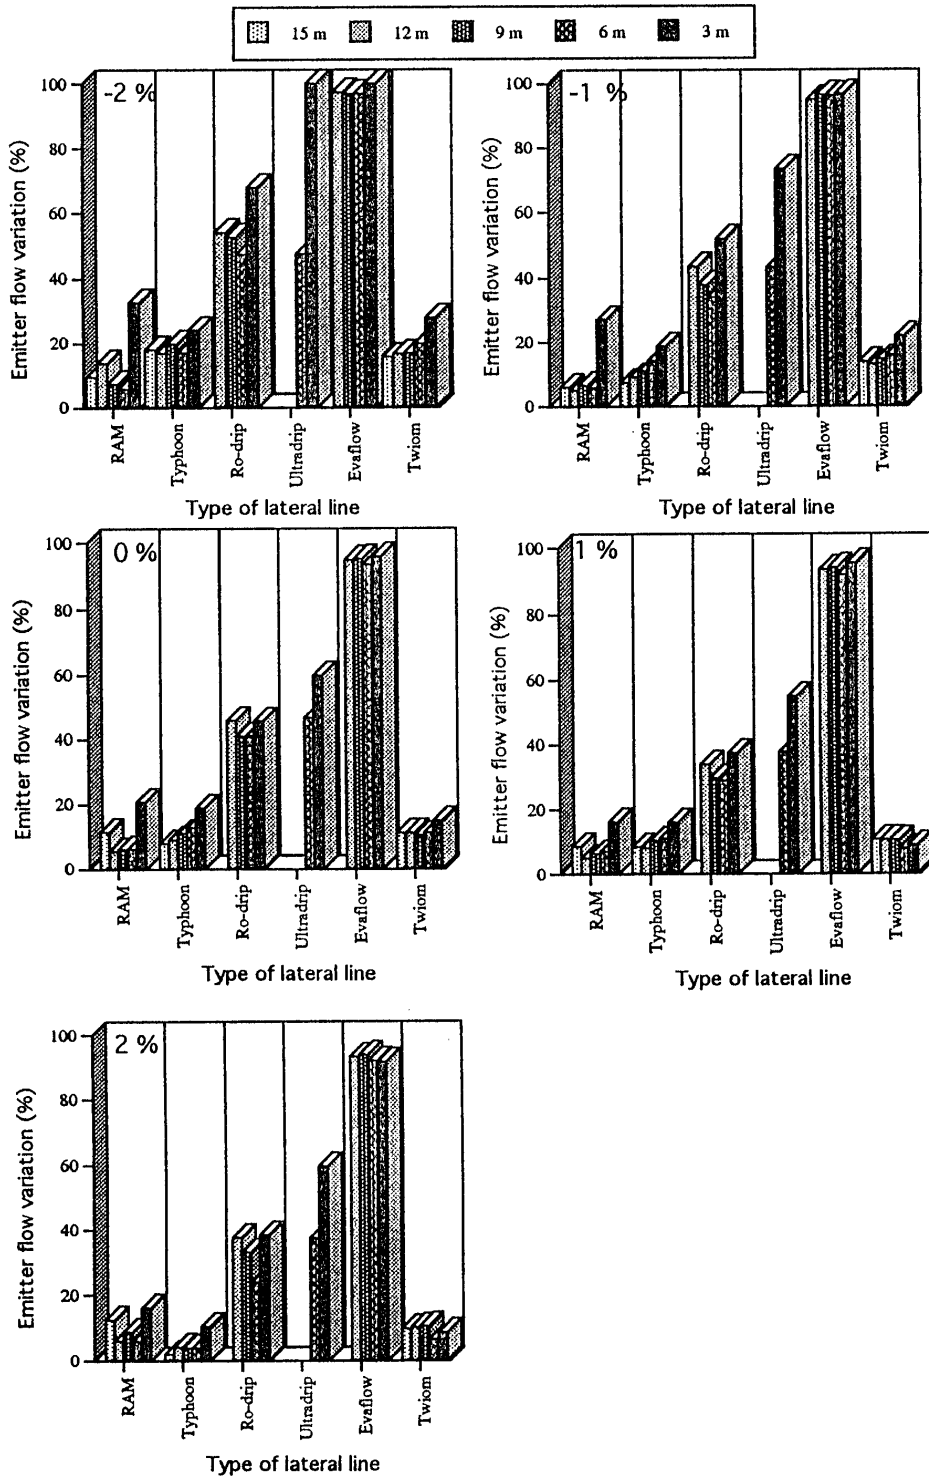 15 m 12 m 9 m 6 m 3 m
-2 %
Emitter flow variation (%)
100
80
60
40
20
0
RAM
Typhoon
Ro-drip
Ultradrip
Evaflow
Twiom
Type of lateral line
-1 %
Emitter flow variation (%)
100
80
60
40
20
0
RAM
Typhoon
Ro-drip
Ultradrip
Evaflow
Twiom
Type of lateral line
0 %
Emitter flow variation (%)
100
80
60
40
20
0
RAM
Typhoon
Ro-drip
Ultradrip
Evaflow
Twiom
Type of lateral line
1 %
Emitter flow variation (%)
100
80
60
40
20
0
RAM
Typhoon
Ro-drip
Ultradrip
Evaflow
Twiom
Type of lateral line
2 %
Emitter flow variation (%)
100
80
60
40
20
0
RAM
Typhoon
Ro-drip
Ultradrip
Evaflow
Twiom
Type of lateral line